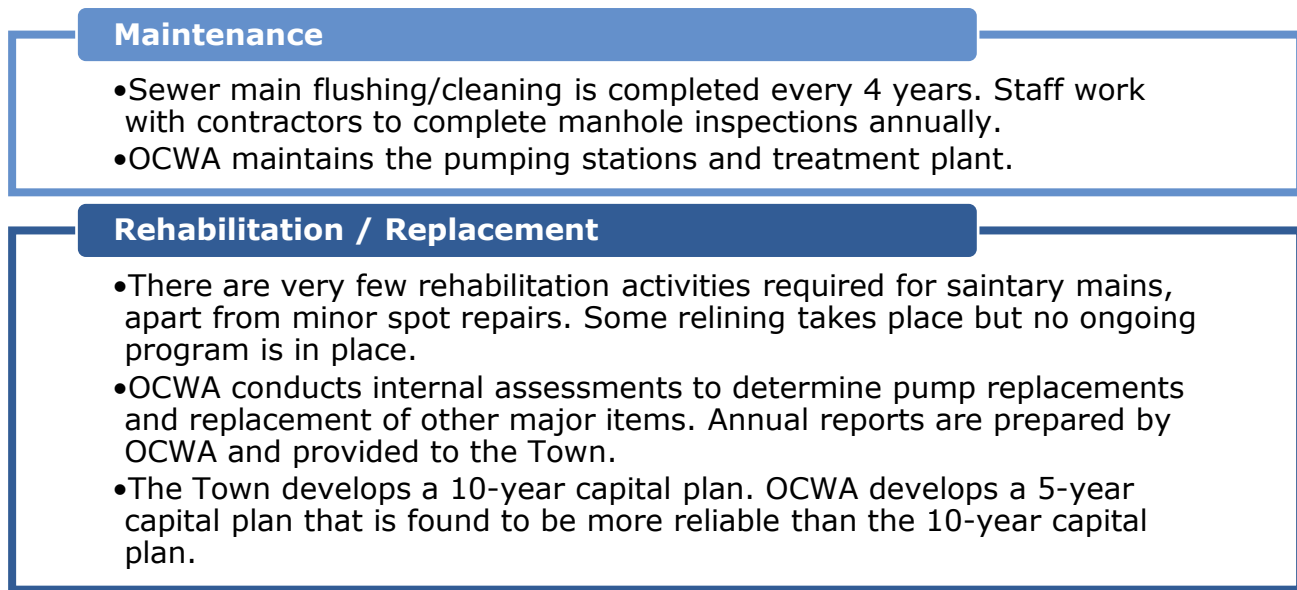 Maintenance
•Sewer main flushing/cleaning is completed every 4 years. Staff work
with contractors to complete manhole inspections annually.
•OCWA maintains the pumping stations and treatment plant.
Rehabilitation / Replacement
•There are very few rehabilitation activities required for saintary mains,
apart from minor spot repairs. Some relining takes place but no ongoing
program is in place.
•OCWA conducts internal assessments to determine pump replacements
and replacement of other major items. Annual reports are prepared by
OCWA and provided to the Town.
•The Town develops a 10-year capital plan. OCWA develops a 5-year
capital plan that is found to be more reliable than the 10-year capital
plan.